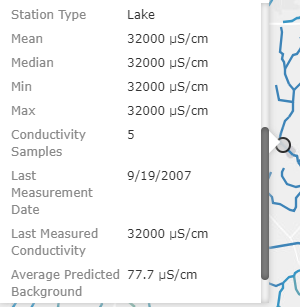 Station Type Lake
Mean 32000 µS/cm
Median 32000 µS/cm
Min 32000 µS/cm
Max 32000 µS/cm
Conductivity 5
Samples
Last 9/19/2007
Measurement
Date
Last Measured 32000 µS/cm
Conductivity
Average Predicted 77.7 µS/cm
Background